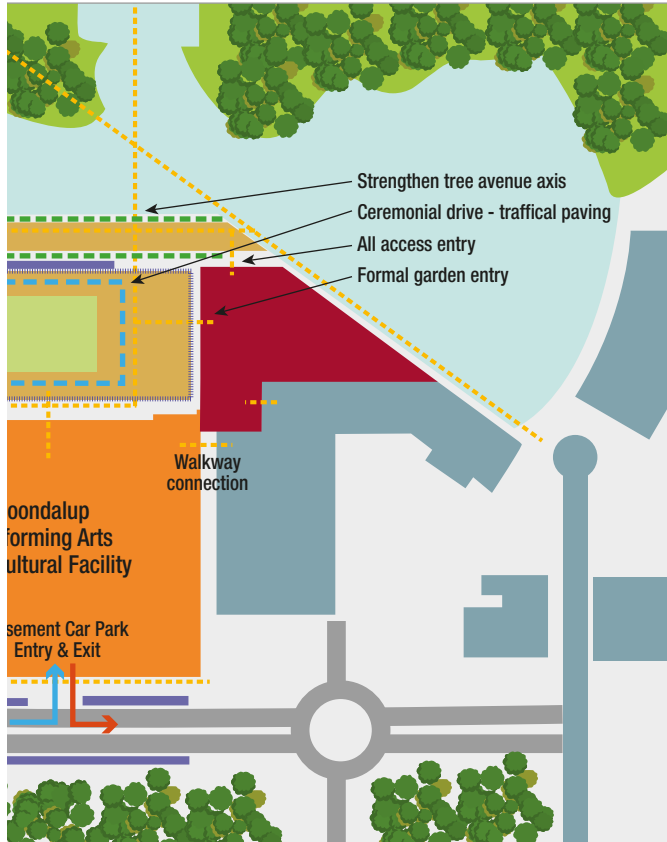 Strengthen tree avenue axis
Ceremonial drive - traffical paving
All access entry
Formal garden entry
Walkway
connection
oondalup
forming Arts
ultural Facility
sement Car Park
Entry & Exit